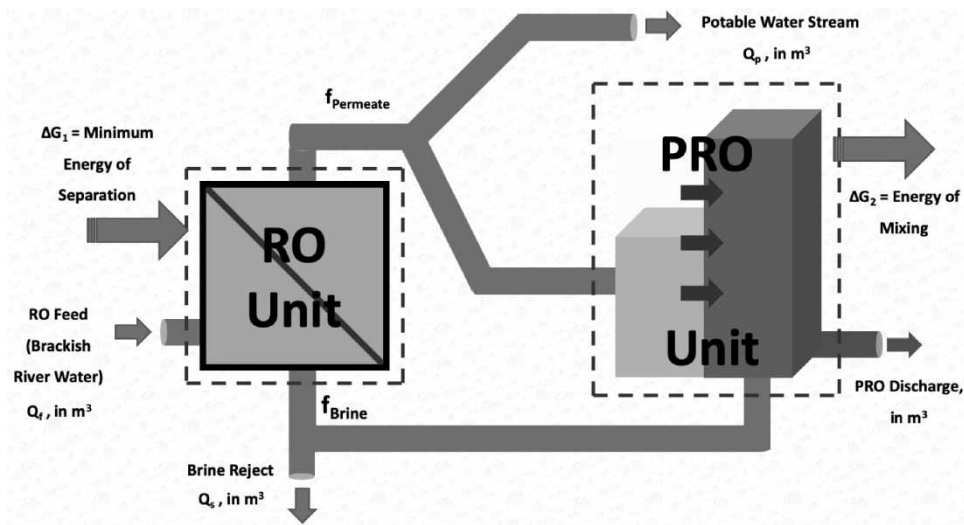 Potable Water Stream
Qp , in m³
fPermeate
ΔG1 = Minimum
Energy of
Separation
PRO
Unit
ΔG2 = Energy of
Mixing
RO
Unit
RO Feed
(Brackish
River Water)
Qf , in m³
PRO Discharge,
in m³
fBrine
Brine Reject
Qs , in m³